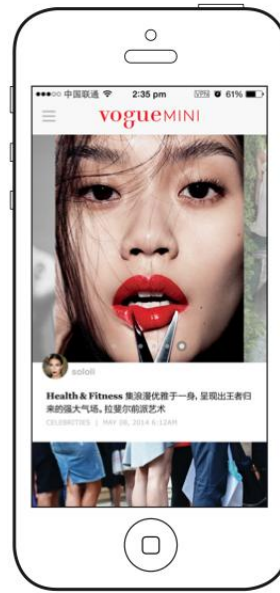 中国联通 2:35 pm VPN 61%
vogueMINI
sololi
Health & Fitness 集浪漫优雅于一身, 呈现出王者归
来的强大气场, 拉斐尔前派艺术
CELEBRITIES | MAY 08, 2014 6:12AM